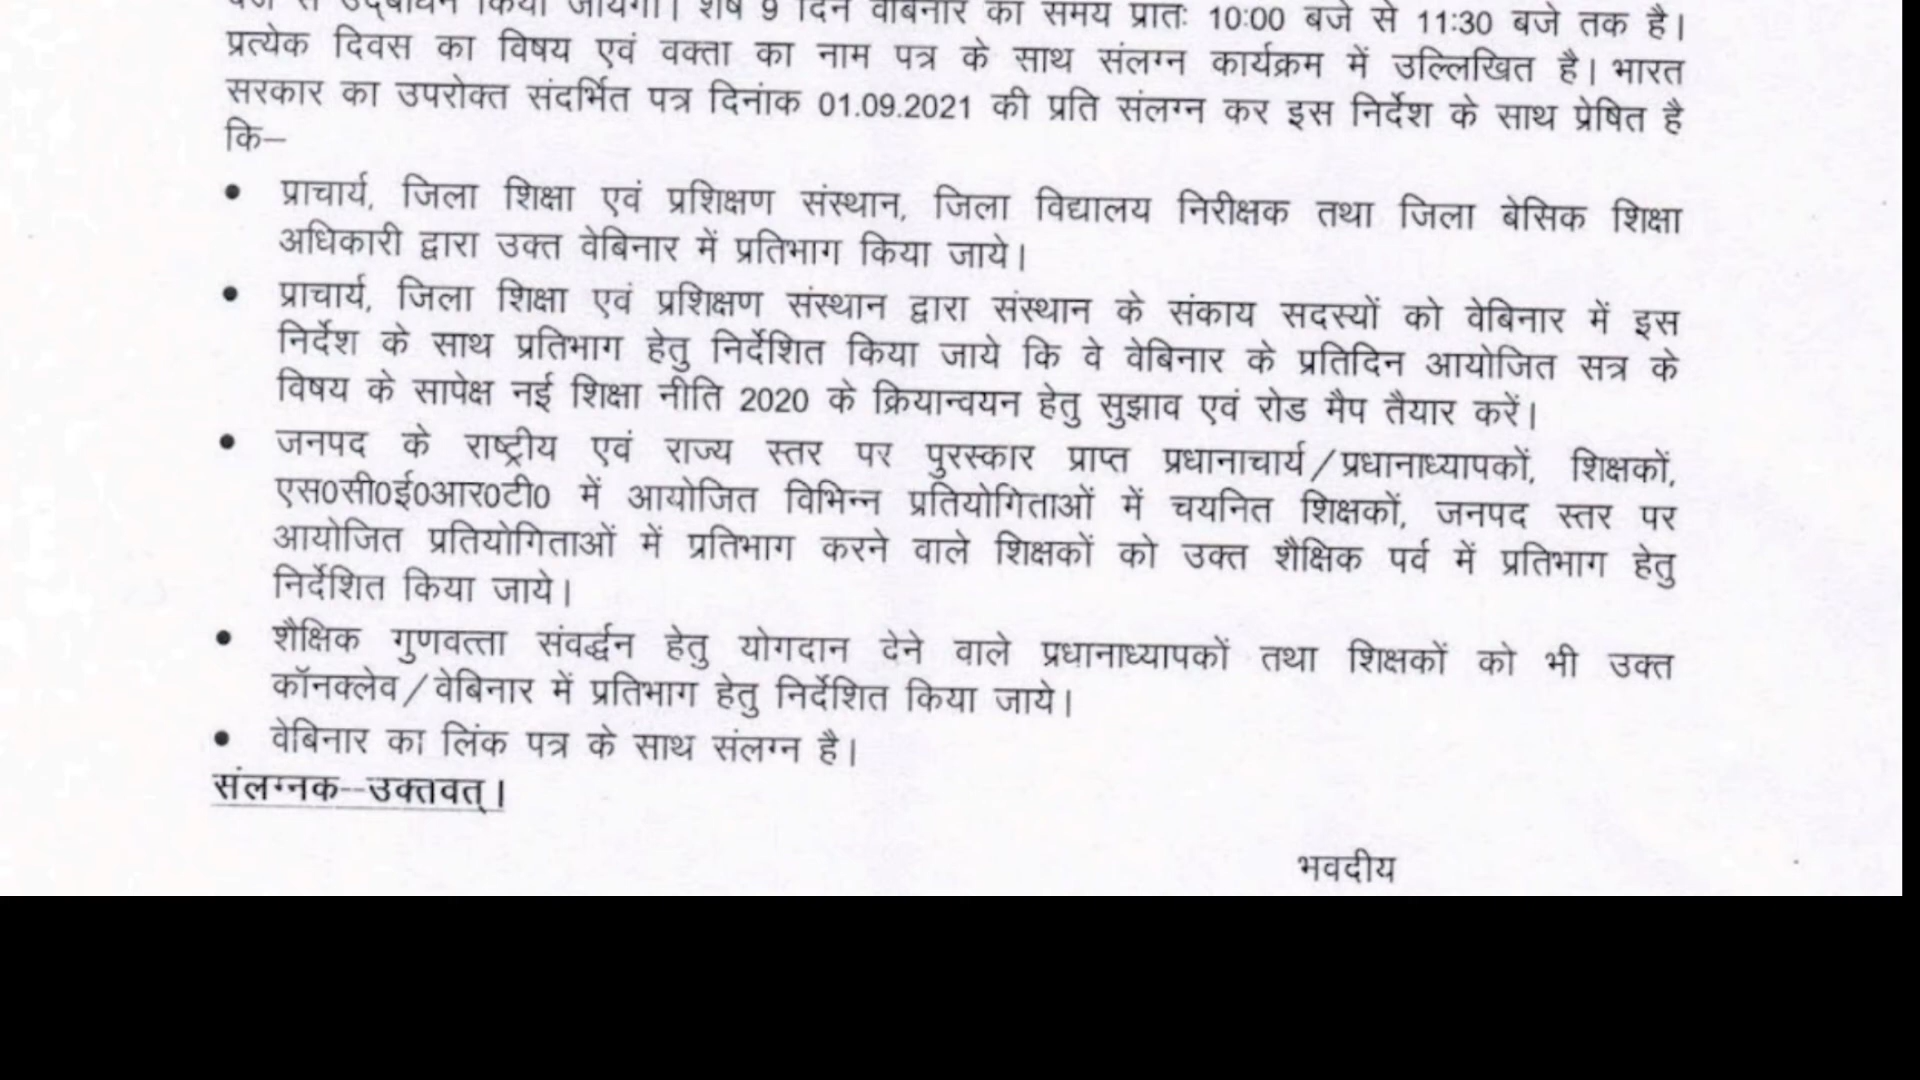 बजे से उद्बोधन किया जायेगा। शेष 9 दिन वेबिनार का समय प्रातः 10:00 बजे से 11:30 बजे तक है।
प्रत्येक दिवस का विषय एवं वक्ता का नाम पत्र के साथ संलग्न कार्यक्रम में उल्लिखित है। भारत
सरकार का उपरोक्त संदर्भित पत्र दिनांक 01.09.2021 की प्रति संलग्न कर इस निर्देश के साथ प्रेषित है
कि–
• प्राचार्य, जिला शिक्षा एवं प्रशिक्षण संस्थान, जिला विद्यालय निरीक्षक तथा जिला बेसिक शिक्षा
अधिकारी द्वारा उक्त वेबिनार में प्रतिभाग किया जाये।
• प्राचार्य, जिला शिक्षा एवं प्रशिक्षण संस्थान द्वारा संस्थान के संकाय सदस्यों को वेबिनार में इस
निर्देश के साथ प्रतिभाग हेतु निर्देशित किया जाये कि वे वेबिनार के प्रतिदिन आयोजित सत्र के
विषय के सापेक्ष नई शिक्षा नीति 2020 के क्रियान्वयन हेतु सुझाव एवं रोड मैप तैयार करें।
• जनपद के राष्ट्रीय एवं राज्य स्तर पर पुरस्कार प्राप्त प्रधानाचार्य/प्रधानाध्यापकों, शिक्षकों,
एस0सी0ई0आर0टी0 में आयोजित विभिन्न प्रतियोगिताओं में चयनित शिक्षकों, जनपद स्तर पर
आयोजित प्रतियोगिताओं में प्रतिभाग करने वाले शिक्षकों को उक्त शैक्षिक पर्व में प्रतिभाग हेतु
निर्देशित किया जाये।
• शैक्षिक गुणवत्ता संवर्द्धन हेतु योगदान देने वाले प्रधानाध्यापकों तथा शिक्षकों को भी उक्त
कॉनक्लेव/वेबिनार में प्रतिभाग हेतु निर्देशित किया जाये।
• वेबिनार का लिंक पत्र के साथ संलग्न है।
संलग्नक--उक्तवत्।
भवदीय